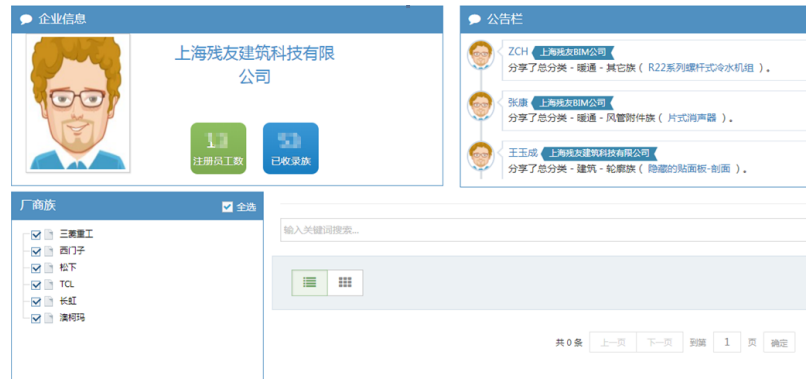 企业信息
上海残友建筑科技有限
公司
注册员工数
已收录族
公告栏
ZCH 上海残友BIM公司
分享了总分类 - 暖通 - 其它族 ( R22系列螺杆式冷水机组 ) 。
张康 上海残友BIM公司
分享了总分类 - 暖通 - 风管附件族 ( 片式消声器 ) 。
王玉成 上海残友建筑科技有限公司
分享了总分类 - 建筑 - 轮廓族 ( 隐藏的贴面板-剖面 ) 。
厂商族 全选
三菱重工
西门子
松下
TCL
长虹
澳柯玛
输入关键词搜索...
共 0 条 上一页 下一页 到第 1 页 确定